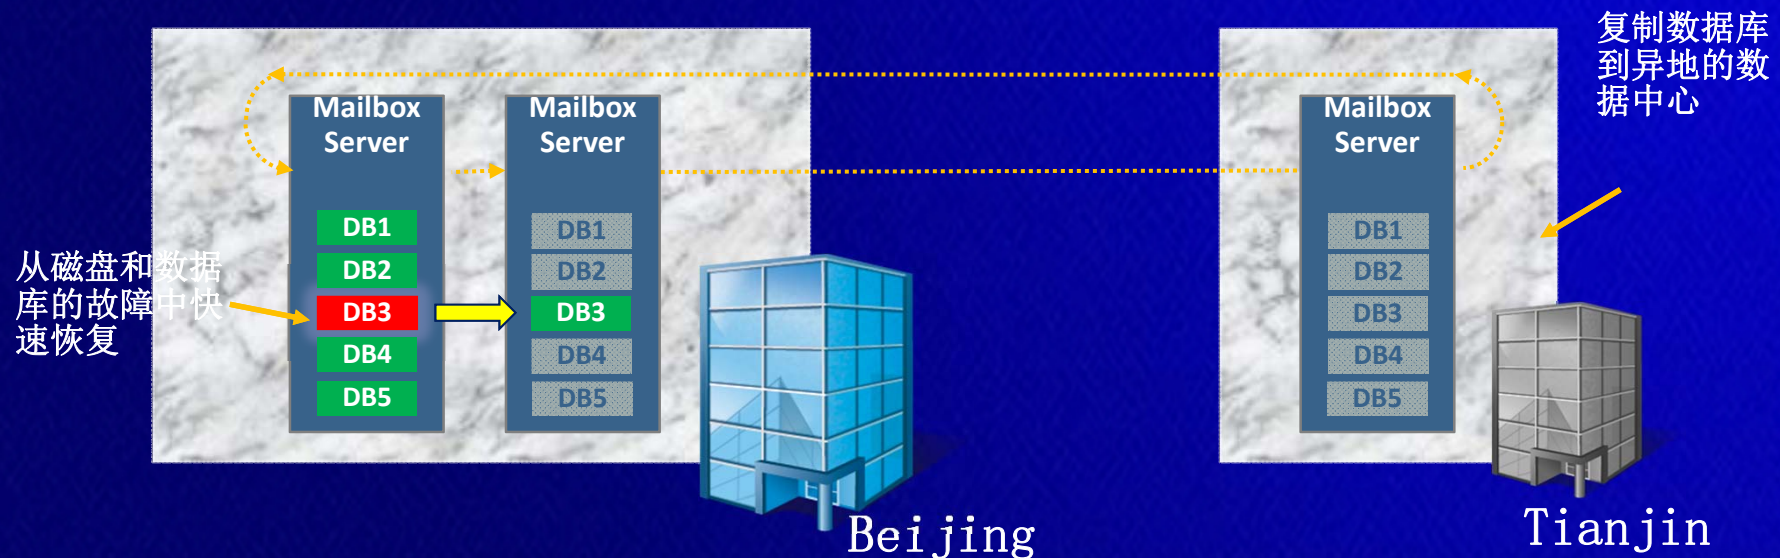 复制数据库
到异地的数
据中心
Mailbox
Server
DB1
DB2
DB3
DB4
DB5
Mailbox
Server
DB1
DB2
DB3
DB4
DB5
Mailbox
Server
DB1
DB2
DB3
DB4
DB5
从磁盘和数据
库的故障中快
速恢复
Beijing
Tianjin